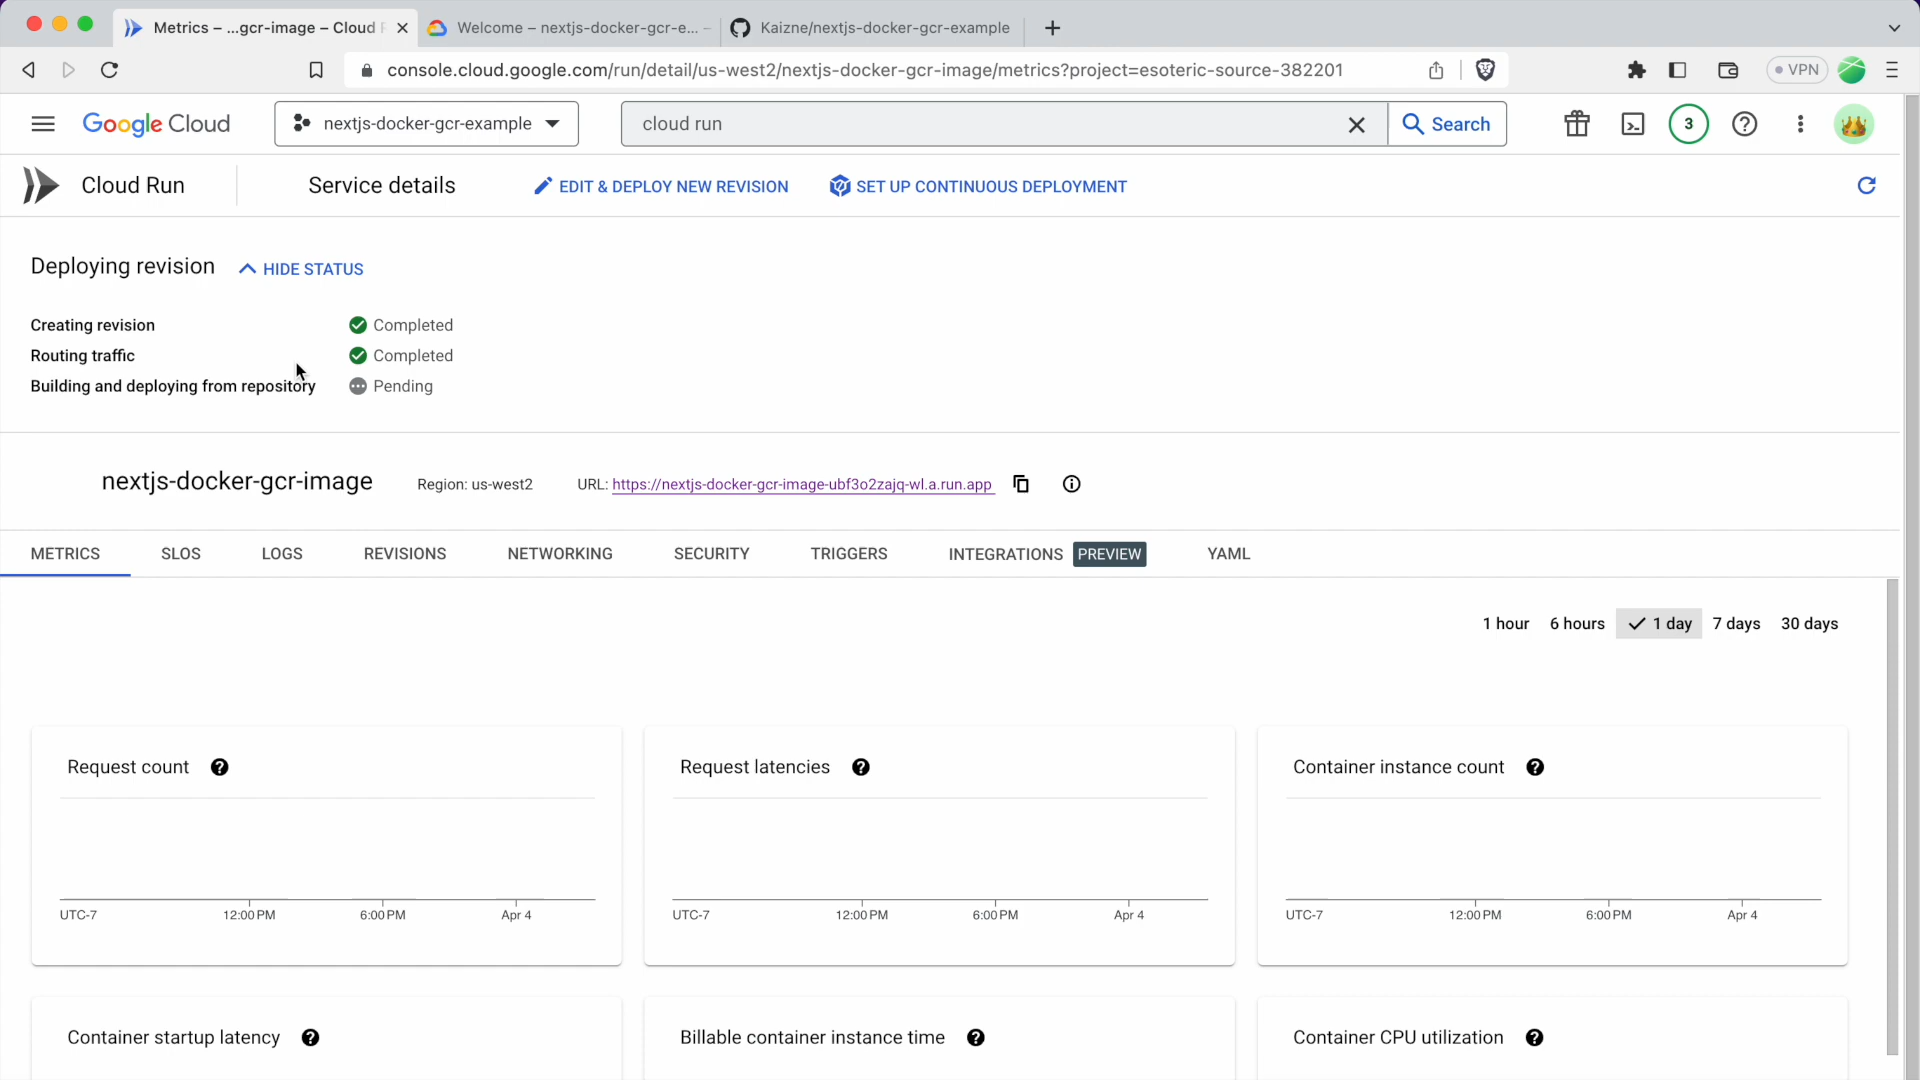 Metrics – ...gcr-image – Cloud R
Welcome – nextjs-docker-gcr-e...
Kaizne/nextjs-docker-gcr-example
console.cloud.google.com/run/detail/us-west2/nextjs-docker-gcr-image/metrics?project=esoteric-source-382201
VPN
Google Cloud
nextjs-docker-gcr-example
cloud run
Search
3
Cloud Run
Service details
EDIT & DEPLOY NEW REVISION
SET UP CONTINUOUS DEPLOYMENT
Deploying revision
HIDE STATUS
Creating revision Completed
Routing traffic Completed
Building and deploying from repository Pending
nextjs-docker-gcr-image
Region: us-west2
URL: https://nextjs-docker-gcr-image-ubf3o2zajq-wl.a.run.app
METRICS SLOS LOGS REVISIONS NETWORKING SECURITY TRIGGERS INTEGRATIONS PREVIEW YAML
1 hour 6 hours 1 day 7 days 30 days
Request count
UTC-7 12:00 PM 6:00 PM Apr 4
Request latencies
UTC-7 12:00 PM 6:00 PM Apr 4
Container instance count
UTC-7 12:00 PM 6:00 PM Apr 4
Container startup latency
Billable container instance time
Container CPU utilization